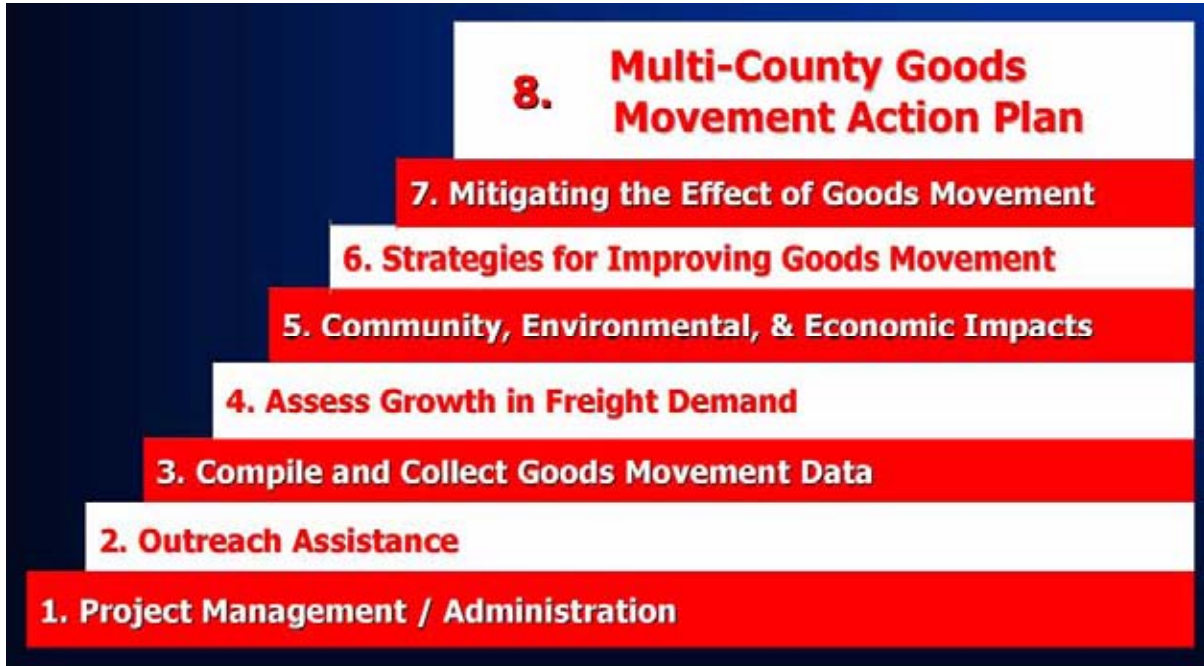 8. Multi-County Goods
Movement Action Plan
7. Mitigating the Effect of Goods Movement
6. Strategies for Improving Goods Movement
5. Community, Environmental, & Economic Impacts
4. Assess Growth in Freight Demand
3. Compile and Collect Goods Movement Data
2. Outreach Assistance
1. Project Management / Administration